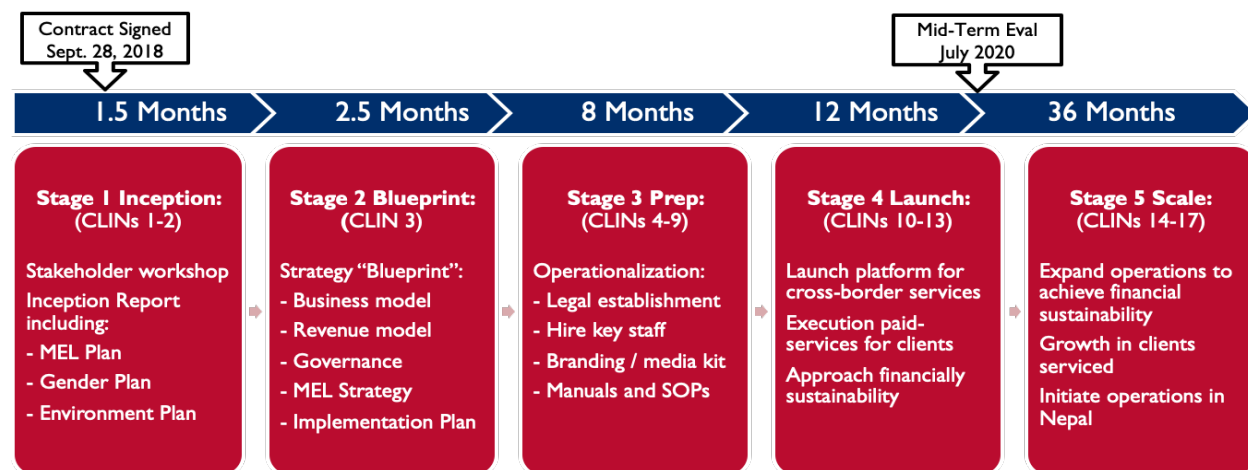 Contract Signed
Sept. 28, 2018
Mid-Term Eval
July 2020
1.5 Months
2.5 Months
8 Months
12 Months
36 Months
Stage 1 Inception:
(CLINs 1-2)
Stakeholder workshop
Inception Report
including:
- MEL Plan
- Gender Plan
- Environment Plan
Stage 2 Blueprint:
(CLIN 3)
Strategy “Blueprint”:
- Business model
- Revenue model
- Governance
- MEL Strategy
- Implementation Plan
Stage 3 Prep:
(CLINs 4-9)
Operationalization:
- Legal establishment
- Hire key staff
- Branding / media kit
- Manuals and SOPs
Stage 4 Launch:
(CLINs 10-13)
Launch platform for
cross-border services
Execution paid-
services for clients
Approach financially
sustainability
Stage 5 Scale:
(CLINs 14-17)
Expand operations to
achieve financial
sustainability
Growth in clients
serviced
Initiate operations in
Nepal